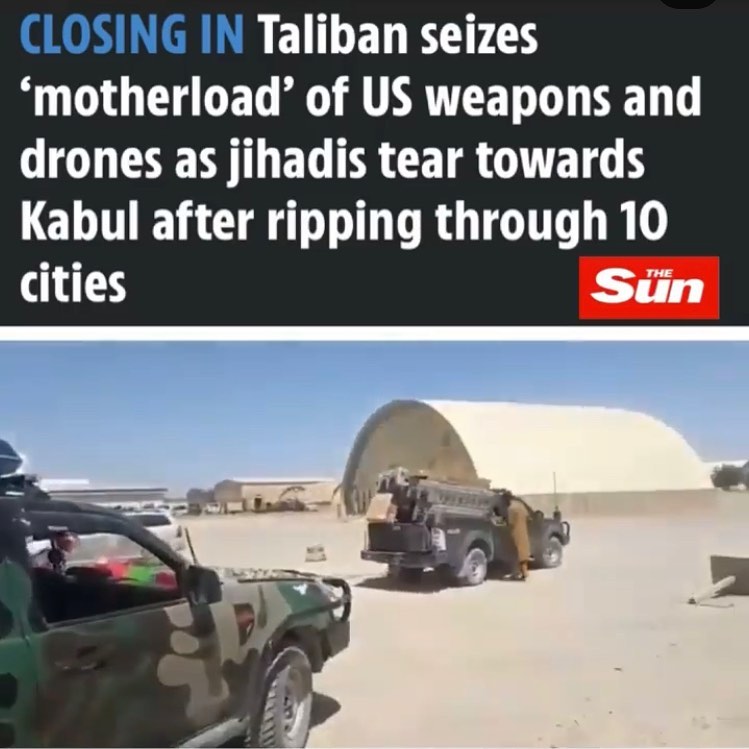 CLOSING IN Taliban seizes
‘motherload’ of US weapons and
drones as jihadis tear towards
Kabul after ripping through 10
cities
THE
Sun